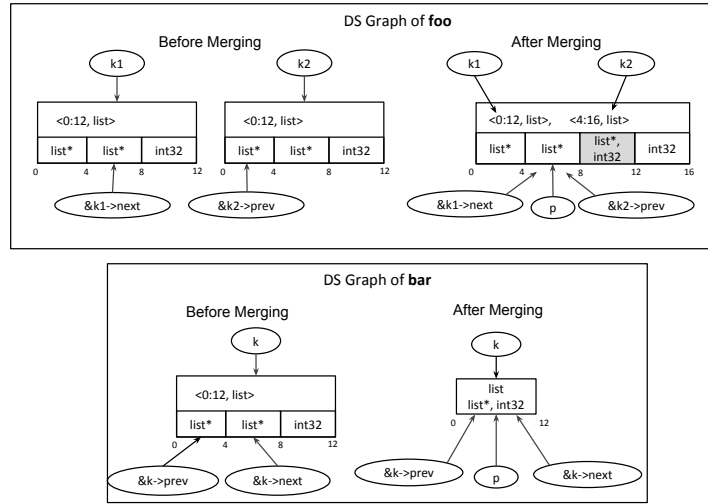 DS Graph of foo
Before Merging
After Merging
k1
k2
k1
k2
<0:12, list>
<0:12, list>
<0:12, list>, <4:16, list>
list* list* int32
list* list* int32
list* list* list*, int32 int32
0 4 8 12
0 4 8 12
0 4 8 12 16
&k1->next
&k2->prev
&k1->next
p
&k2->prev
DS Graph of bar
Before Merging
After Merging
k
k
<0:12, list>
list
list*, int32
list* list* int32
0 4 8 12
0 12
&k->prev
&k->next
&k->prev
p
&k->next